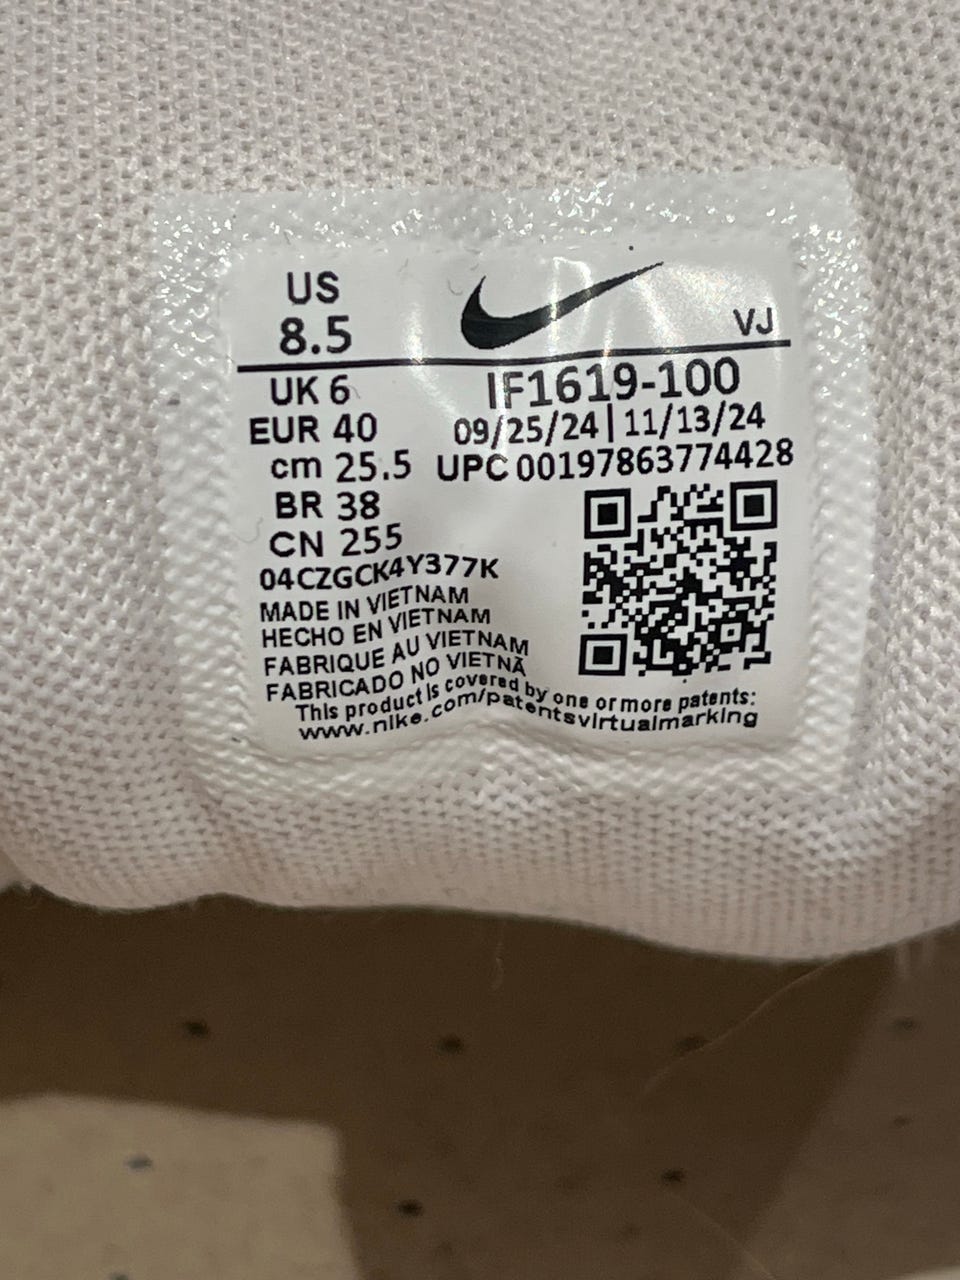 US
8.5
VJ
UK 6
IF1619-100
EUR 40
09/25/24 | 11/13/24
cm 25.5
UPC 00197863774428
BR 38
CN 255
04CZGCK4Y377K
MADE IN VIETNAM
HECHO EN VIETNAM
FABRIQUE AU VIETNAM
FABRICADO NO VIETNÃ
This product is covered by one or more patents:
www.nike.com/patentsvirtualmarking